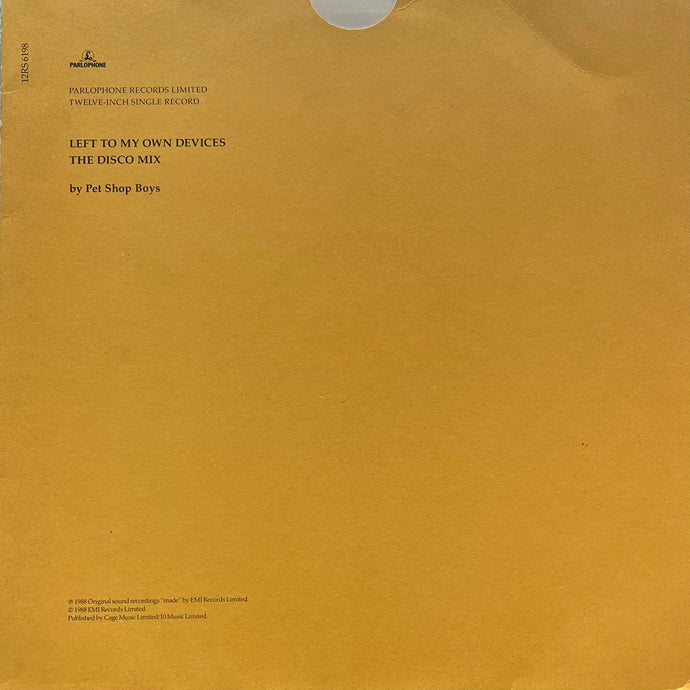 12RS 6198
PARLOPHONE
PARLOPHONE RECORDS LIMITED
TWELVE-INCH SINGLE RECORD
LEFT TO MY OWN DEVICES
THE DISCO MIX
by Pet Shop Boys
℗ 1988 Original sound recordings "made" by EMI Records Limited.
© 1988 EMI Records Limited.
Published by Cage Music Limited/10 Music Limited.